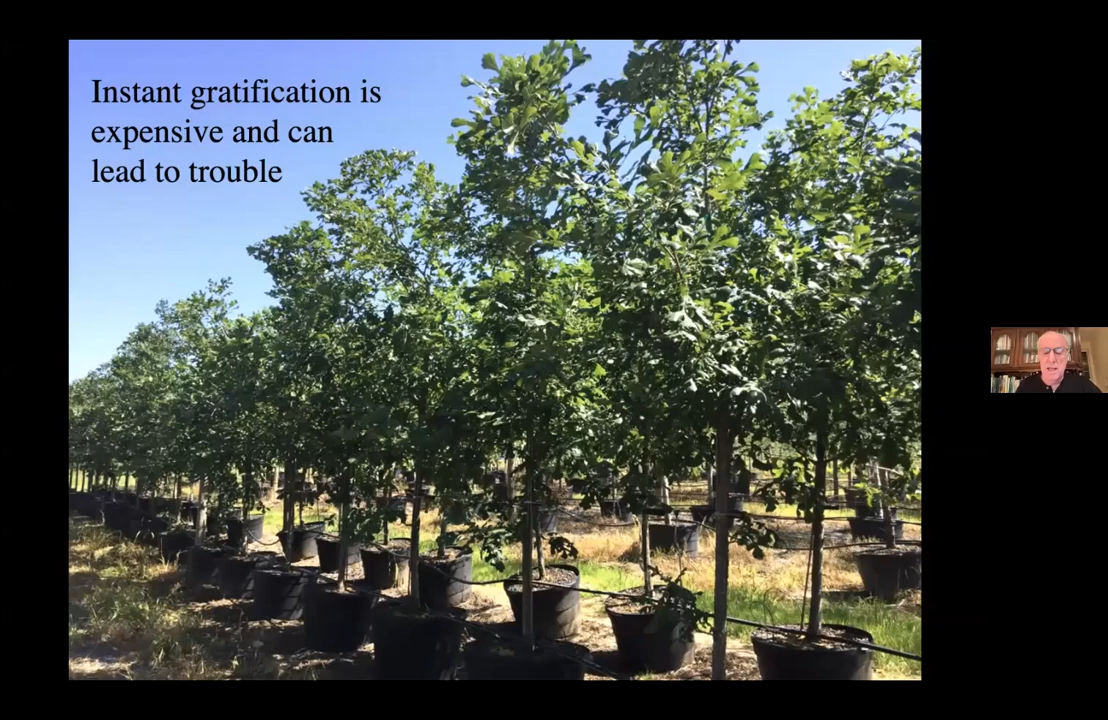 Instant gratification is
expensive and can
lead to trouble